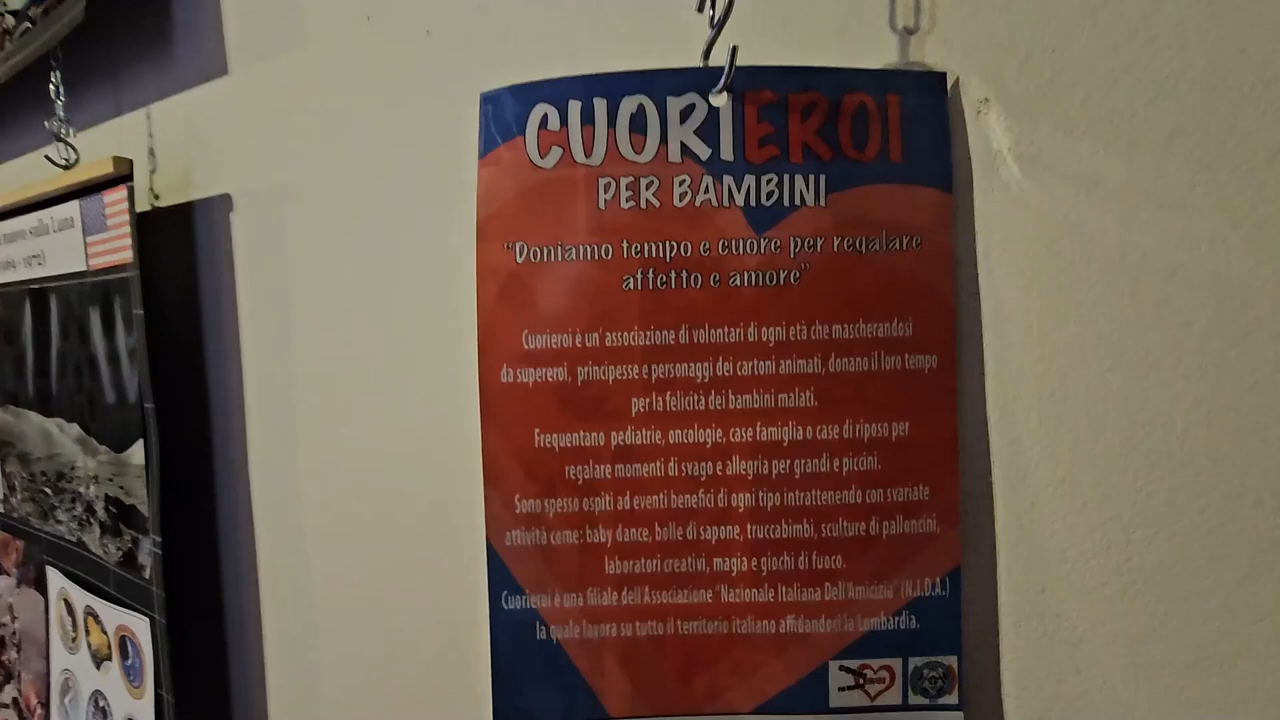 CUORIEROI
PER BAMBINI
“Doniamo tempo e cuore per regalare
affetto e amore”
Cuorieroi è un' associazione di volontari di ogni età che mascherandosi
da supereroi, principesse e personaggi dei cartoni animati, donano il loro tempo
per la felicità dei bambini malati.
Frequentano pediatrie, oncologie, case famiglia o case di riposo per
regalare momenti di svago e allegria per grandi e piccini.
Sono spesso ospiti ad eventi benefici di ogni tipo intrattenendo con svariate
attività come: baby dance, bolle di sapone, truccabimbi, sculture di palloncini,
laboratori creativi, magia e giochi di fuoco.
Cuorieroi è una filiale dell'Associazione "Nazionale Italiana Dell'Amicizia" (N.I.D.A.)
la quale lavora su tutto il territorio italiano affidandoci la Lombardia.
sulla Luna
- 1972)